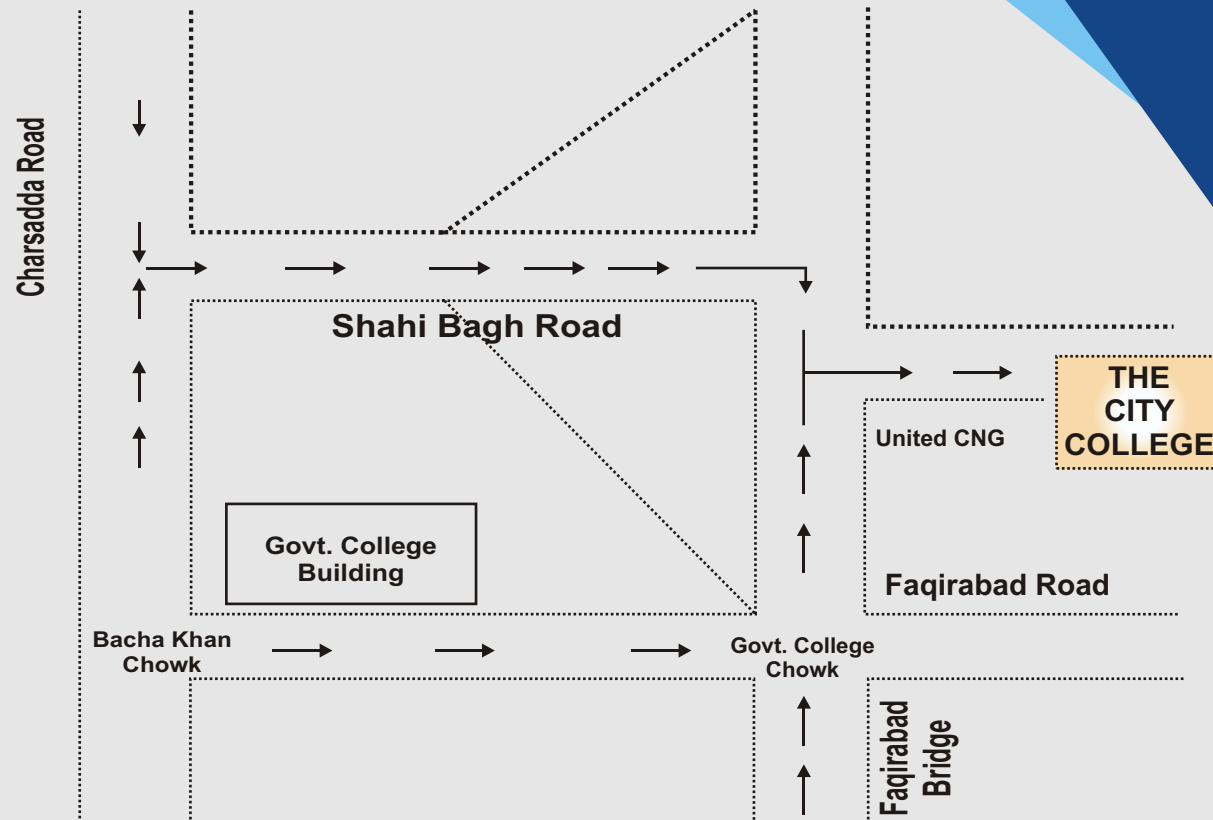 Charsadda Road
Shahi Bagh Road
THE
CITY
COLLEGE
United CNG
Govt. College
Building
Faqirabad Road
Bacha Khan
Chowk
Govt. College
Chowk
Faqirabad
Bridge